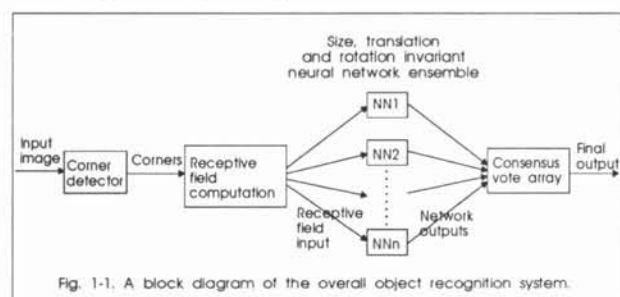 Size, translation
and rotation invariant
neural network ensemble
Input
image
Corner
detector
Corners
Receptive
field
computation
NN1
NN2
NNn
Receptive
field
input
Network
outputs
Consensus
vote array
Final
output
Fig. 1-1. A block diagram of the overall object recognition system.